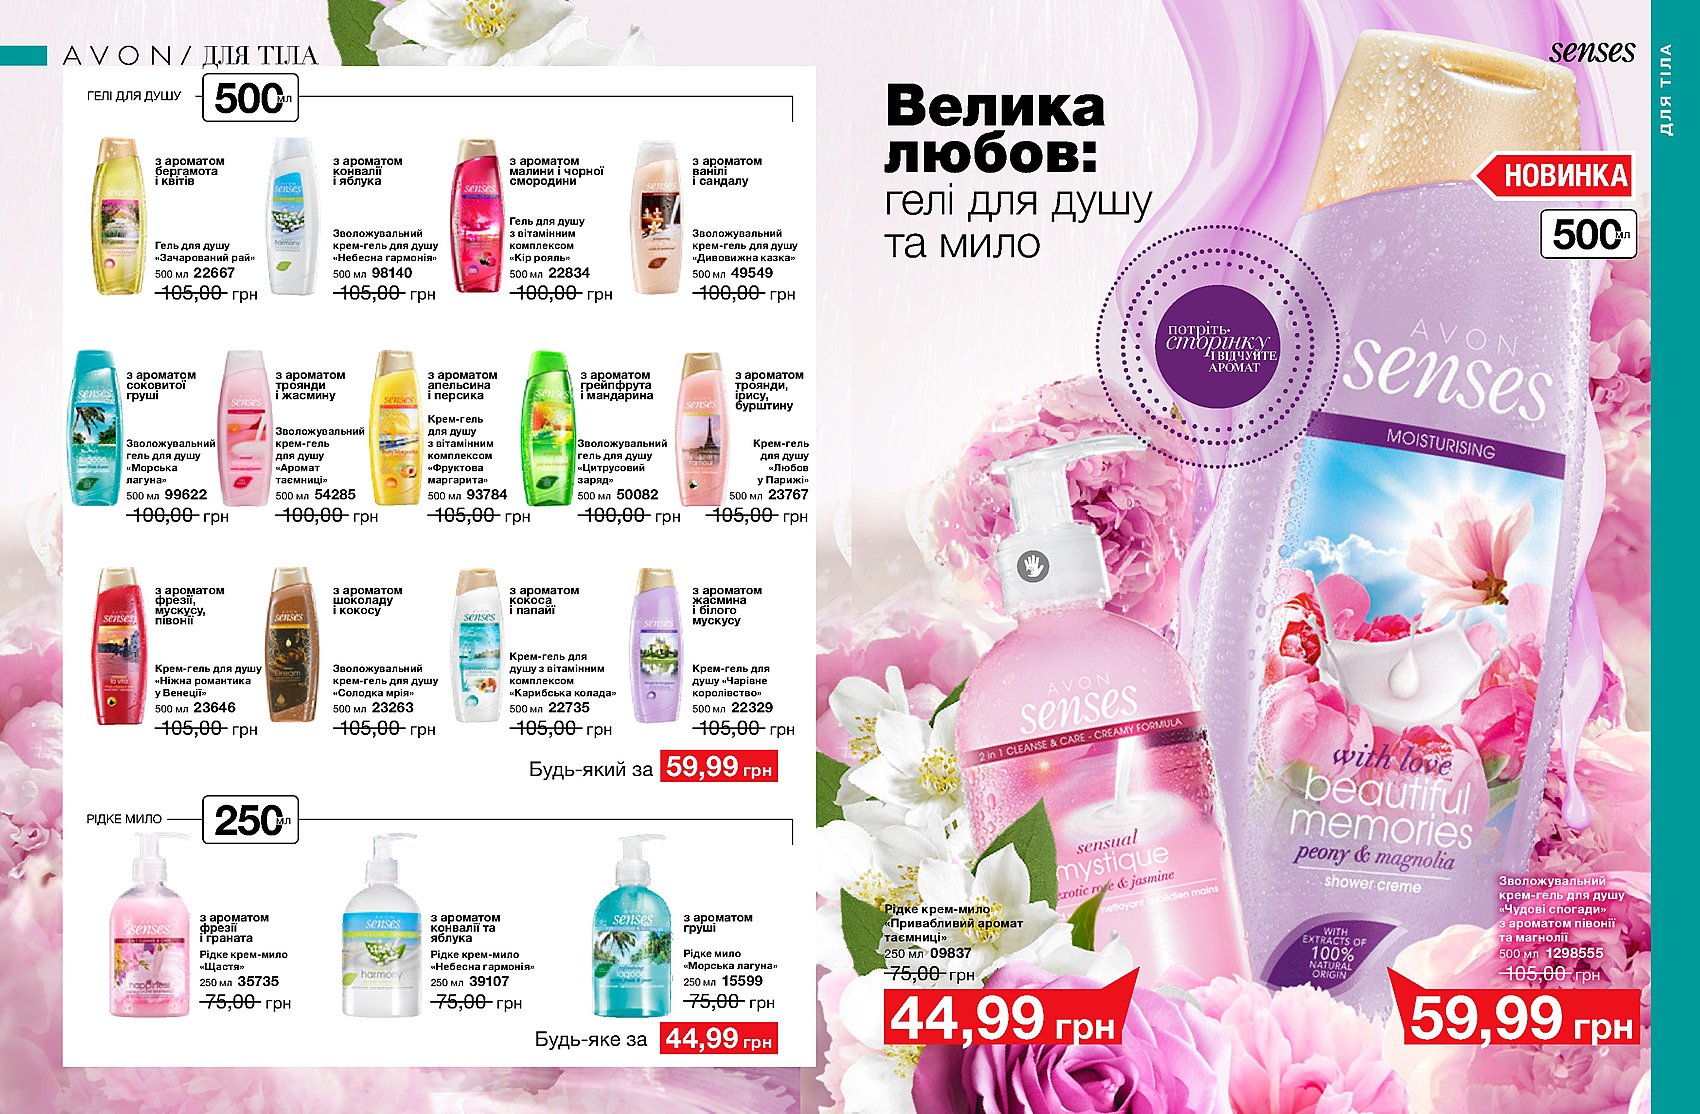 AVON / ДЛЯ ТІЛА
ГЕЛІ ДЛЯ ДУШУ
500 мл
з ароматом
бергамота
і квітів
Гель для душу
«Зачарований рай»
500 мл 22667
105,00 грн
з ароматом
конвалії
і яблука
Зволожувальний
крем-гель для душу
«Небесна гармонія»
500 мл 98140
105,00 грн
з ароматом
малини і чорної
смородини
Гель для душу
з вітамінним
комплексом
«Кір рояль»
500 мл 22834
100,00 грн
з ароматом
ванілі
і сандалу
Зволожувальний
крем-гель для душу
«Дивовижна казка»
500 мл 49549
100,00 грн
з ароматом
соковитої
груші
Зволожувальний
гель для душу
«Морська
лагуна»
500 мл 99622
100,00 грн
з ароматом
троянди
і жасмину
Зволожувальний
крем-гель
для душу
«Аромат
таємниці»
500 мл 54285
100,00 грн
з ароматом
апельсина
і персика
Крем-гель
для душу
з вітамінним
комплексом
«Фруктова
маргарита»
500 мл 93784
105,00 грн
з ароматом
грейпфрута
і мандарина
Зволожувальний
гель для душу
«Цитрусовий
заряд»
500 мл 50082
100,00 грн
з ароматом
троянди,
ірису,
бурштину
Крем-гель
для душу
«Любов
у Парижі»
500 мл 23767
105,00 грн
з ароматом
фрезії,
мускусу,
півонії
Крем-гель для душу
«Ніжна романтика
у Венеції»
500 мл 23646
105,00 грн
з ароматом
шоколаду
і кокосу
Зволожувальний
крем-гель для душу
«Солодка мрія»
500 мл 23263
105,00 грн
з ароматом
кокоса
і папайї
Крем-гель для
душу з вітамінним
комплексом
«Карибська колада»
500 мл 22735
105,00 грн
з ароматом
жасмина
і білого
мускусу
Крем-гель для
душу «Чарівне
королівство»
500 мл 22329
105,00 грн
Будь-який за 59,99 грн
РІДКЕ МИЛО
250 мл
з ароматом
фрезії
і граната
Рідке крем-мило
«Щастя»
250 мл 35735
75,00 грн
з ароматом
конвалії та
яблука
Рідке крем-мило
«Небесна гармонія»
250 мл 39107
75,00 грн
з ароматом
груші
Рідке мило
«Морська лагуна»
250 мл 15599
75,00 грн
Будь-яке за 44,99 грн
senses
ДЛЯ ТІЛА
Велика
любов:
гелі для душу
та мило
НОВИНКА
500 мл
потріть
сторінку
і відчуйте
аромат
AVON
senses
MOISTURISING
with love
beautiful
memories
peony & magnolia
shower creme
WITH
EXTRACTS OF
100%
NATURAL
ORIGIN
AVON
senses
2 in 1 CLEANSE & CARE - CREAMY FORMULA
sensual
mystique
exotic rose & jasmine
nettoyant quotidien mains
Рідке крем-мило
«Привабливий аромат
таємниці»
250 мл 09837
75,00 грн
44,99 грн
Зволожувальний
крем-гель для душу
«Чудові спогади»
з ароматом півонії
та магнолії
500 мл 1298555
105,00 грн
59,99 грн